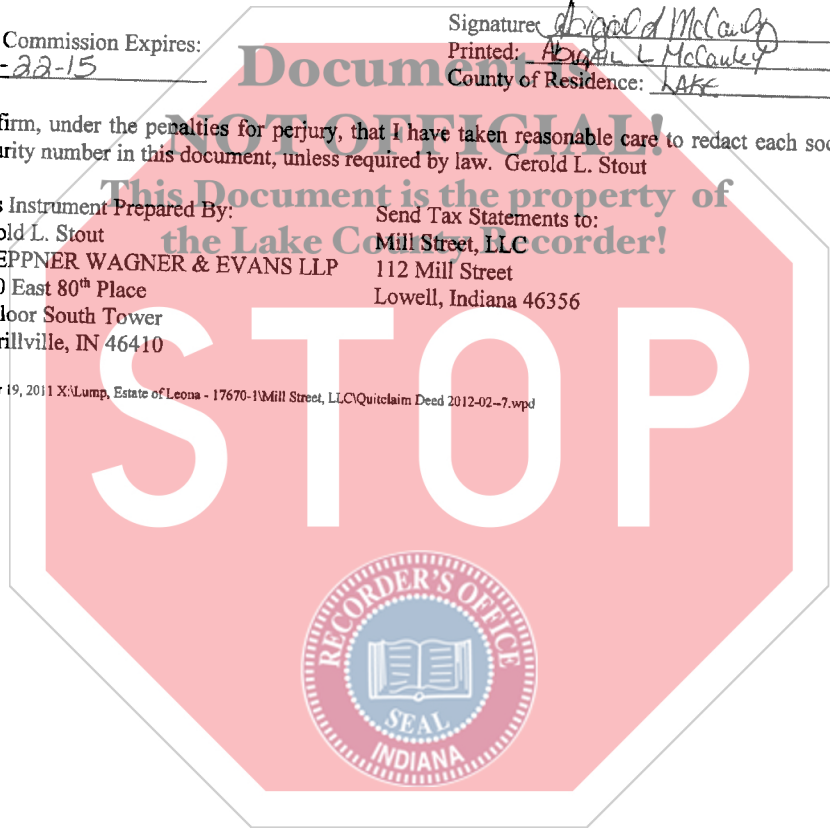 Signature: Abigail L McCauley
Commission Expires:
-22-15
Printed: Abigail L McCauley
County of Residence: LAKE
Document is
NOT OFFICIAL!
This Document is the property of
the Lake County Recorder!
firm, under the penalties for perjury, that I have taken reasonable care to redact each soc
urity number in this document, unless required by law. Gerold L. Stout
s Instrument Prepared By:
old L. Stout
EPPNER WAGNER & EVANS LLP
0 East 80th Place
loor South Tower
rillville, IN 46410
Send Tax Statements to:
Mill Street, LLC
112 Mill Street
Lowell, Indiana 46356
r 19, 2011 X:\Lump, Estate of Leona - 17670-1\Mill Street, LLC\Quitclaim Deed 2012-02--7.wpd
STOP
RECORDER'S OFFICE
SEAL
INDIANA